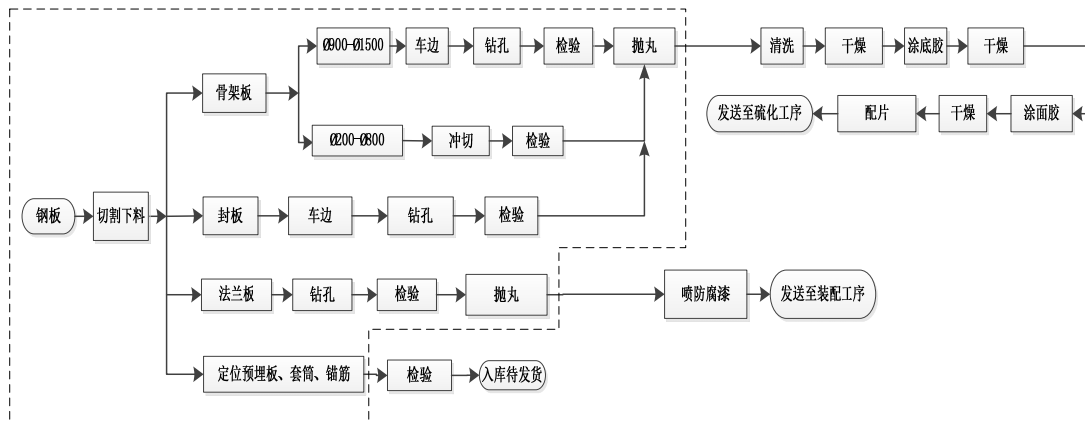 Ø900-Ø1500
车边
钻孔
检验
抛丸
清洗
干燥
涂底胶
干燥
骨架板
发送至硫化工序
配片
干燥
涂面胶
Ø200-Ø800
冲切
检验
钢板
切割下料
封板
车边
钻孔
检验
法兰板
钻孔
检验
抛丸
喷防腐漆
发送至装配工序
定位预埋板、套筒、锚筋
检验
入库待发货